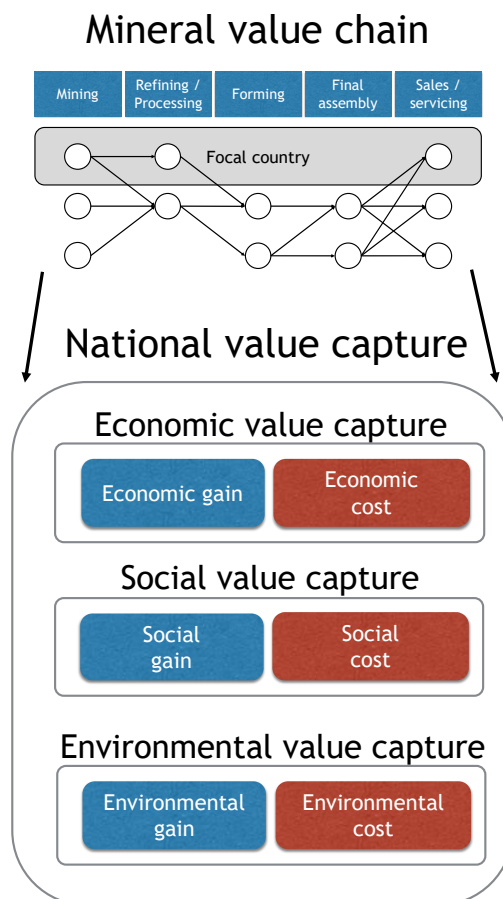 Mineral value chain
Mining
Refining /
Processing
Forming
Final
assembly
Sales /
servicing
Focal country
National value capture
Economic value capture
Economic gain
Economic
cost
Social value capture
Social
gain
Social
cost
Environmental value capture
Environmental
gain
Environmental
cost